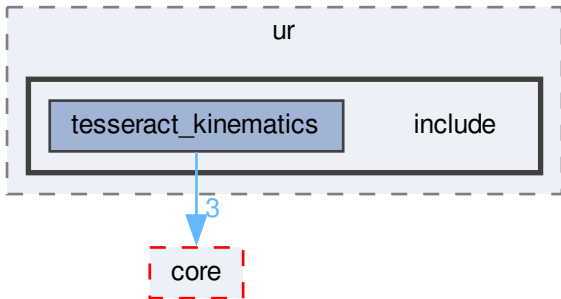 ur
tesseract_kinematics
include
3
core